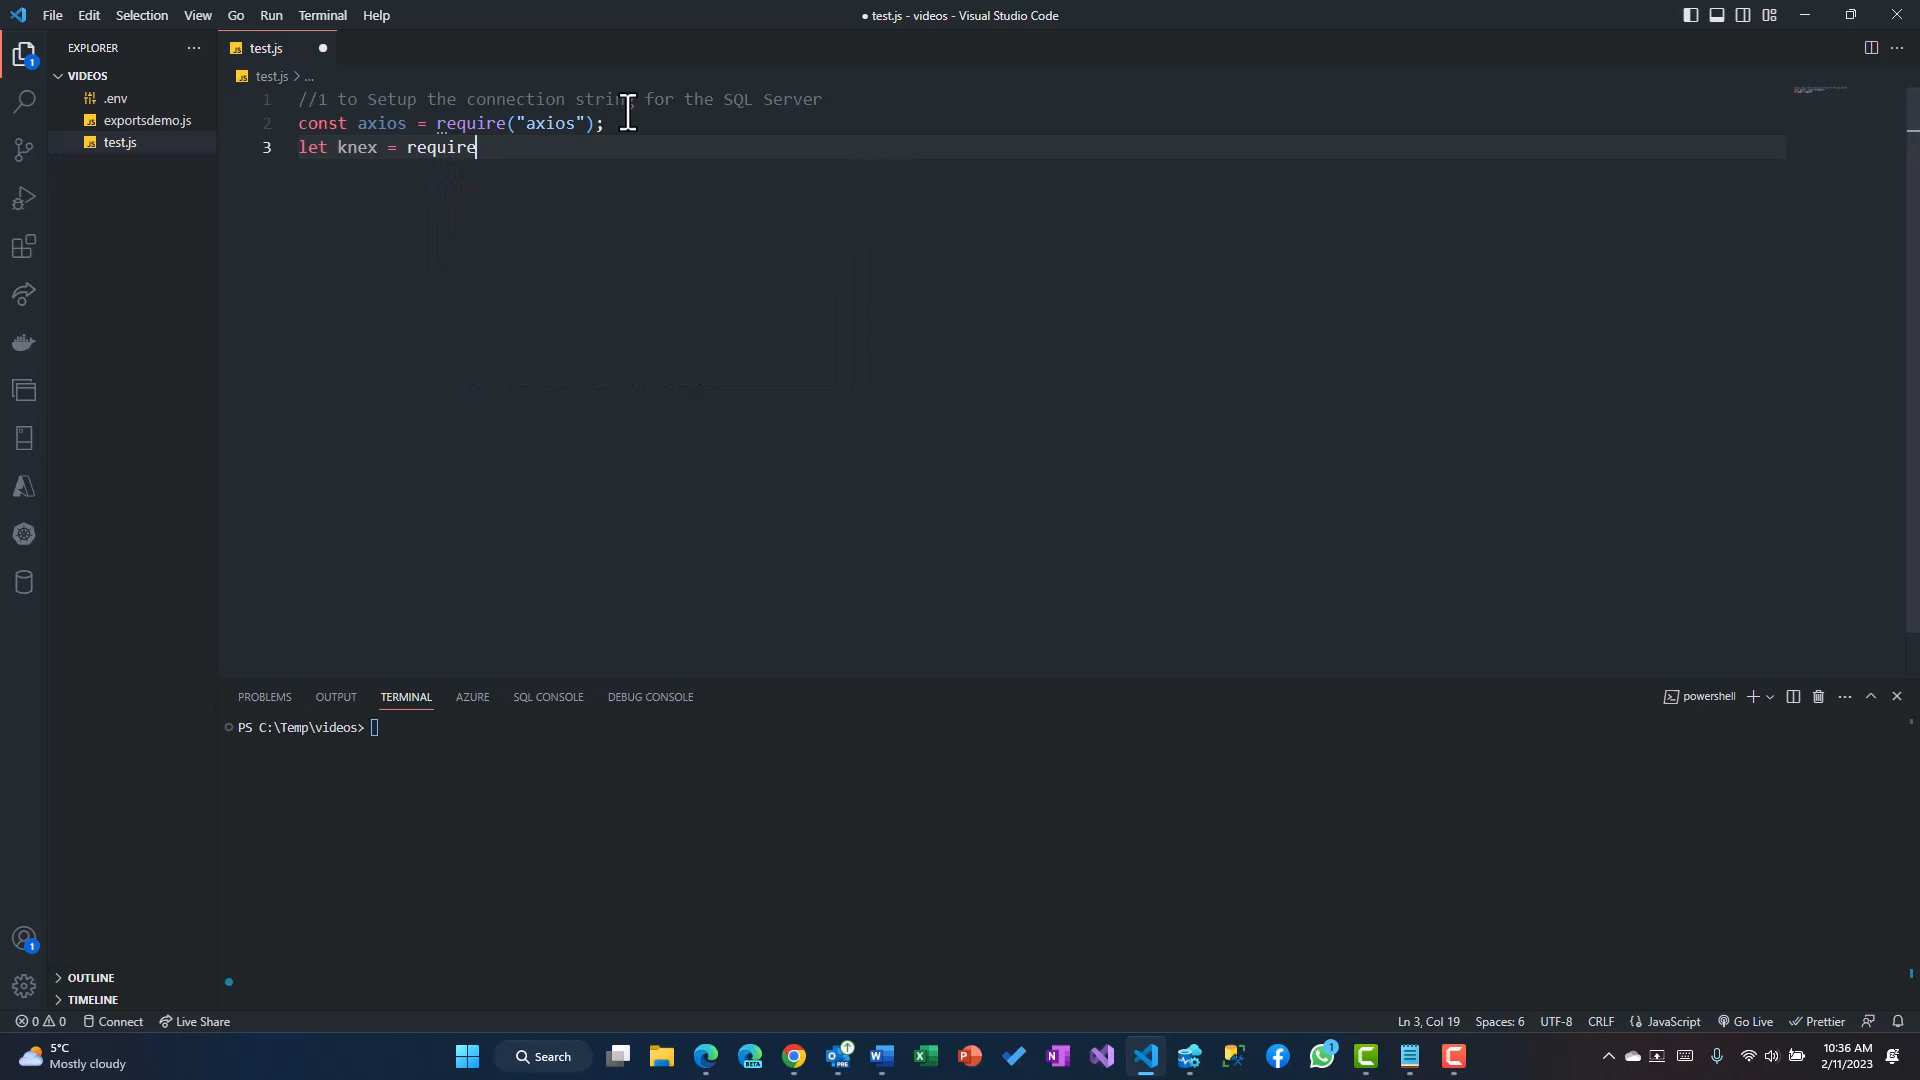 File Edit Selection View Go Run Terminal Help
● test.js - videos - Visual Studio Code
EXPLORER
test.js
VIDEOS
.env
exportsdemo.js
test.js
test.js > ...
1 //1 to Setup the connection string for the SQL Server
2 const axios = require("axios");
3 let knex = require
PROBLEMS OUTPUT TERMINAL AZURE SQL CONSOLE DEBUG CONSOLE
powershell
PS C:\Temp\videos>
OUTLINE
TIMELINE
0 0 Connect Live Share
Ln 3, Col 19 Spaces: 6 UTF-8 CRLF {} JavaScript Go Live Prettier
5°C
Mostly cloudy
Search
10:36 AM
2/11/2023